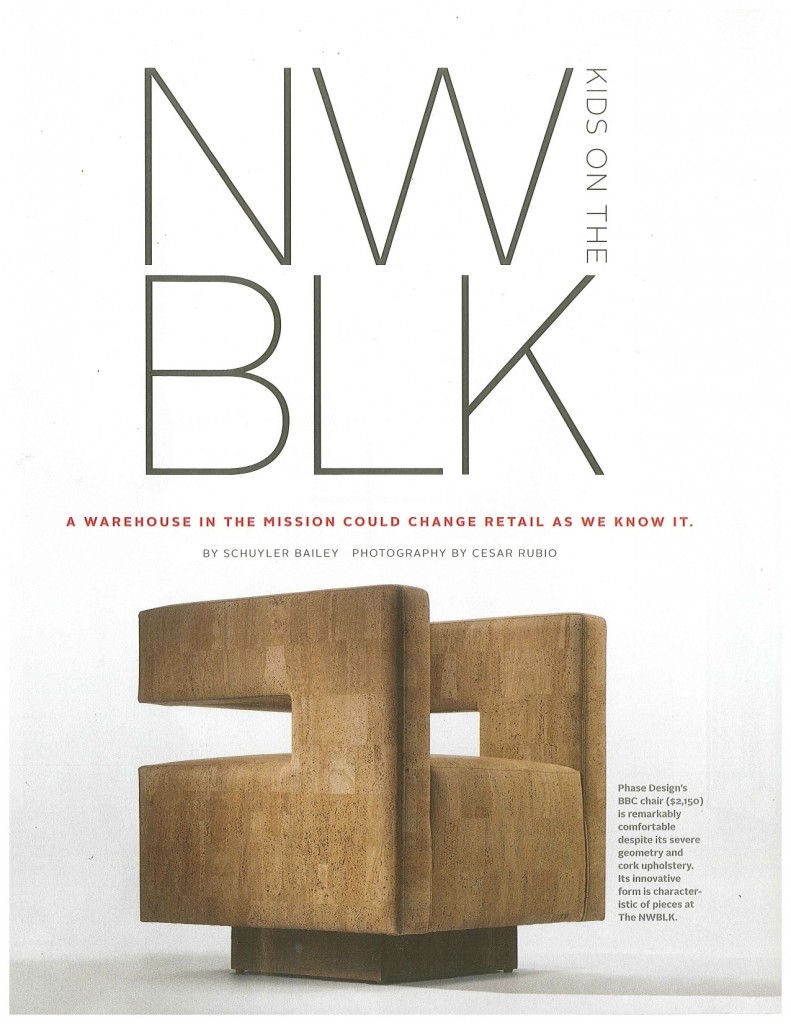 NW
KIDS ON THE
BLK
A WAREHOUSE IN THE MISSION COULD CHANGE RETAIL AS WE KNOW IT.
BY SCHUYLER BAILEY PHOTOGRAPHY BY CESAR RUBIO
Phase Design's
BBC chair ($2,150)
is remarkably
comfortable
despite its severe
geometry and
cork upholstery.
Its innovative
form is character-
istic of pieces at
The NWBLK.